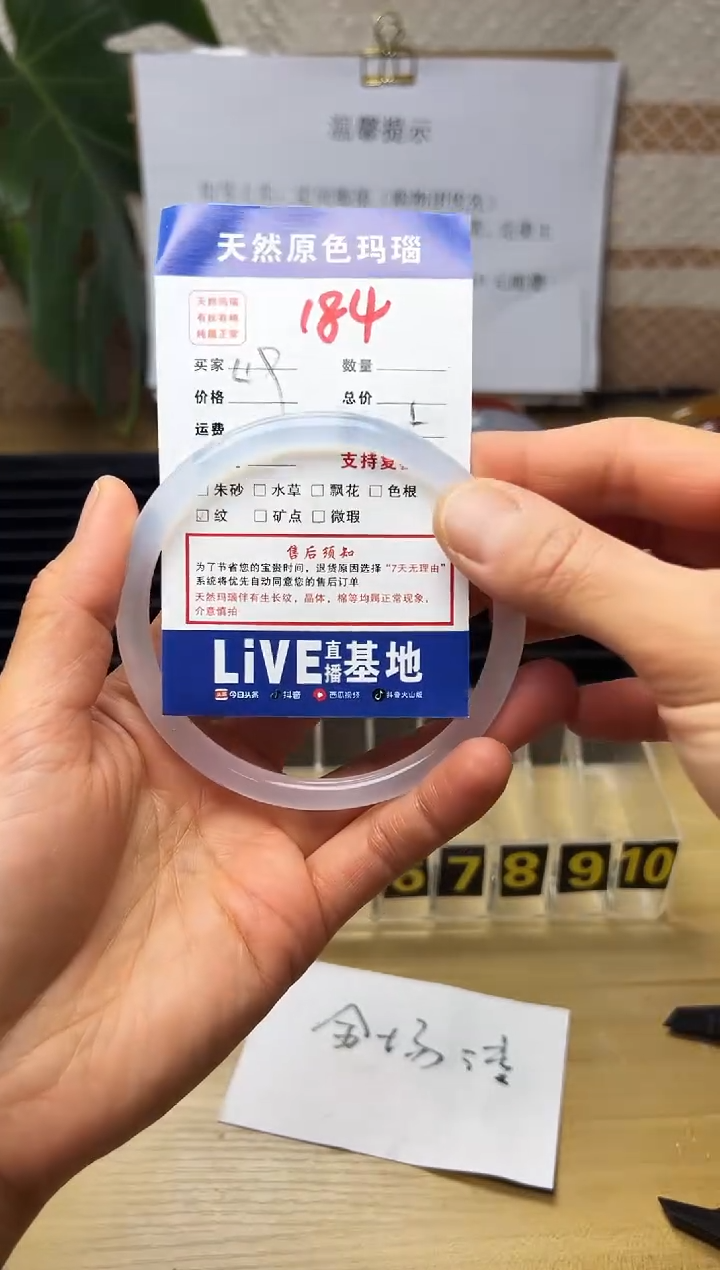 温馨提示
天然原色玛瑙
天然玛瑙
有纹有棉
纯属正常
184
买家 数量
价格 总价
运费
支持复
朱砂 水草 飘花 色根
纹 矿点 微瑕
售后须知
为了节省您的宝贵时间,退货原因选择“7天无理由”
系统将优先自动同意您的售后订单
天然玛瑙伴有生长纹,晶体,棉等均属正常现象,
介意慎拍
LiVE直播基地
今日头条 抖音 西瓜视频 抖音火山版
6 7 8 9 10
全场清